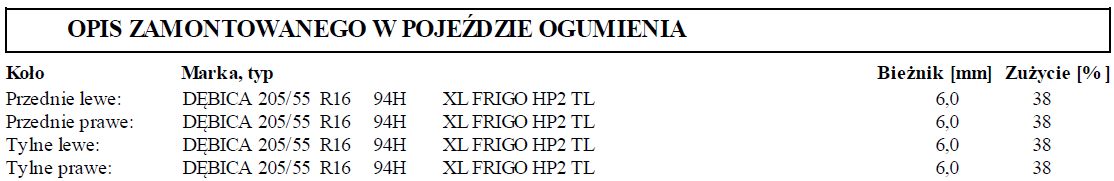 OPIS ZAMONTOWANEGO W POJEŹDZIE OGUMIENIA
Koło Marka, typ Bieżnik [mm] Zużycie [%]
Przednie lewe: DĘBICA 205/55 R16 94H XL FRIGO HP2 TL 6,0 38
Przednie prawe: DĘBICA 205/55 R16 94H XL FRIGO HP2 TL 6,0 38
Tylne lewe: DĘBICA 205/55 R16 94H XL FRIGO HP2 TL 6,0 38
Tylne prawe: DĘBICA 205/55 R16 94H XL FRIGO HP2 TL 6,0 38